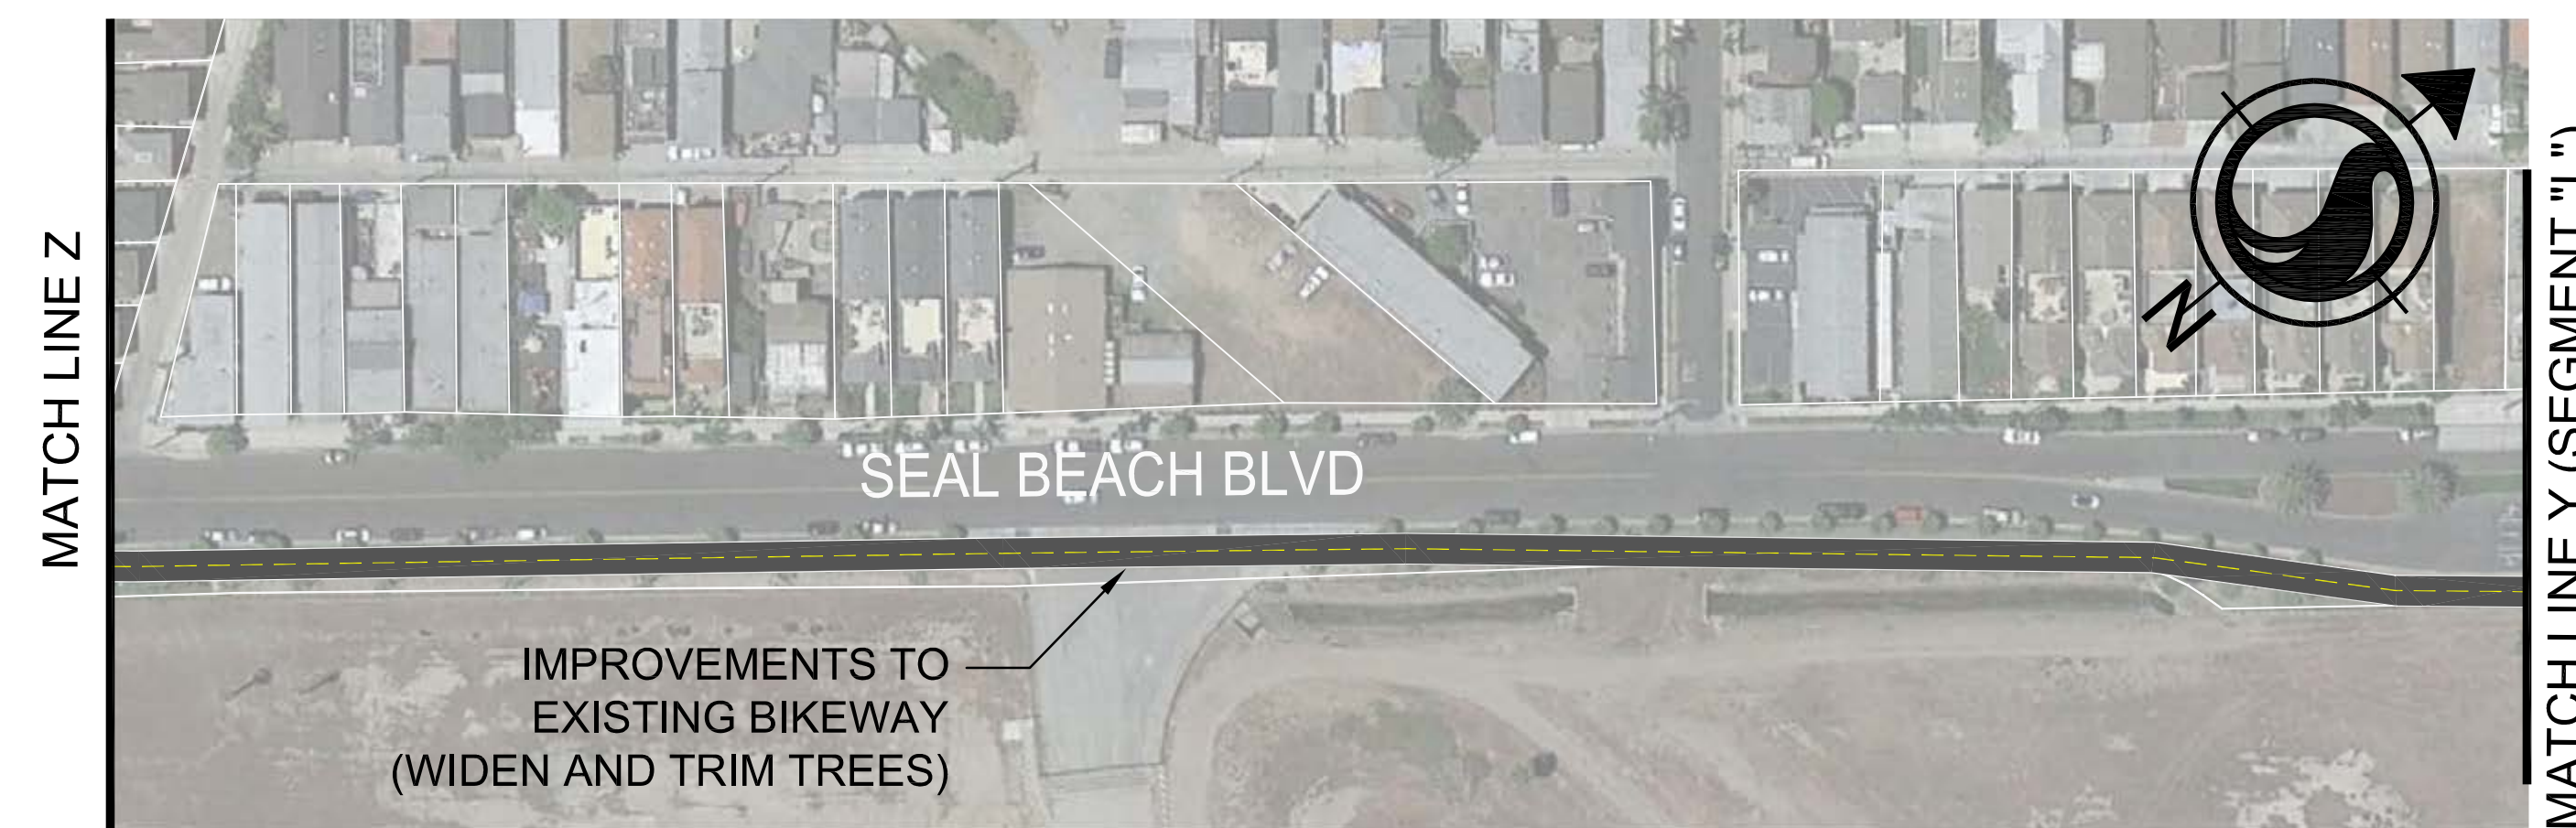 MATCH LINE Z
SEAL BEACH BLVD
IMPROVEMENTS TO
EXISTING BIKEWAY
(WIDEN AND TRIM TREES)
N
MATCH LINE Y (SEGMENT "L")